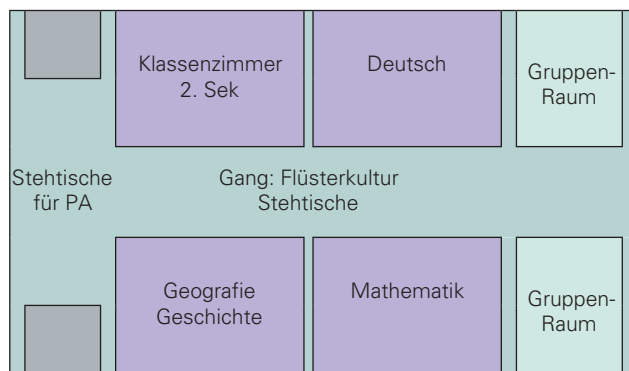 Klassenzimmer
2. Sek
Deutsch
Gruppen-
Raum
Stehtische
für PA
Gang: Flüsterkultur
Stehtische
Geografie
Geschichte
Mathematik
Gruppen-
Raum